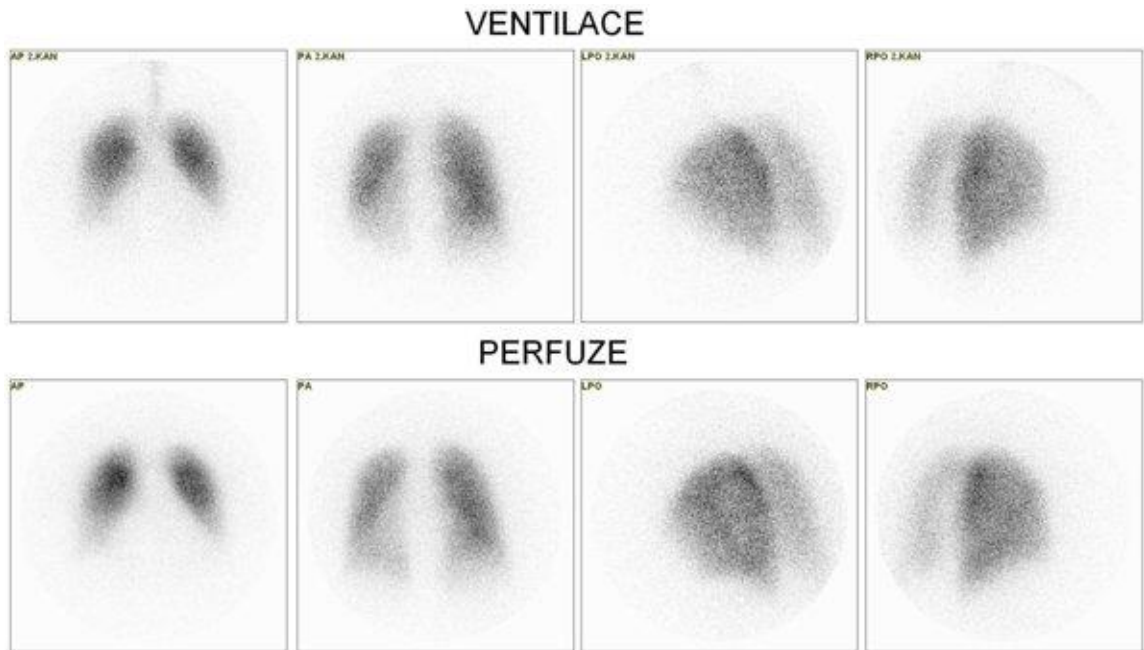 VENTILACE
AP 2.KAN
PA 2.KAN
LPO 2.KAN
RPO 2.KAN
PERFUZE
AP
PA
LPO
RPO